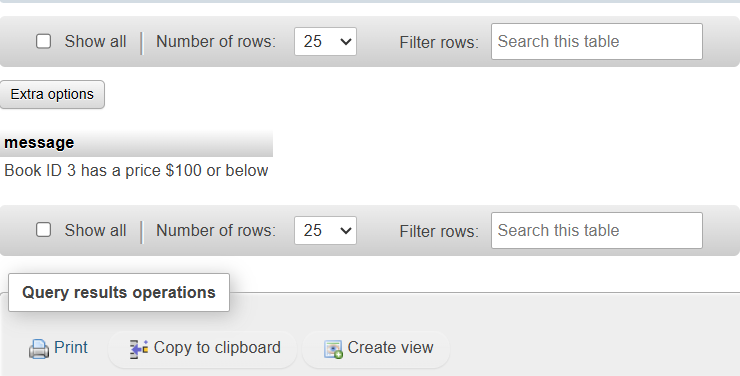 Show all Number of rows: 25 Filter rows: Search this table
Extra options
message
Book ID 3 has a price $100 or below
Show all Number of rows: 25 Filter rows: Search this table
Query results operations
Print Copy to clipboard Create view